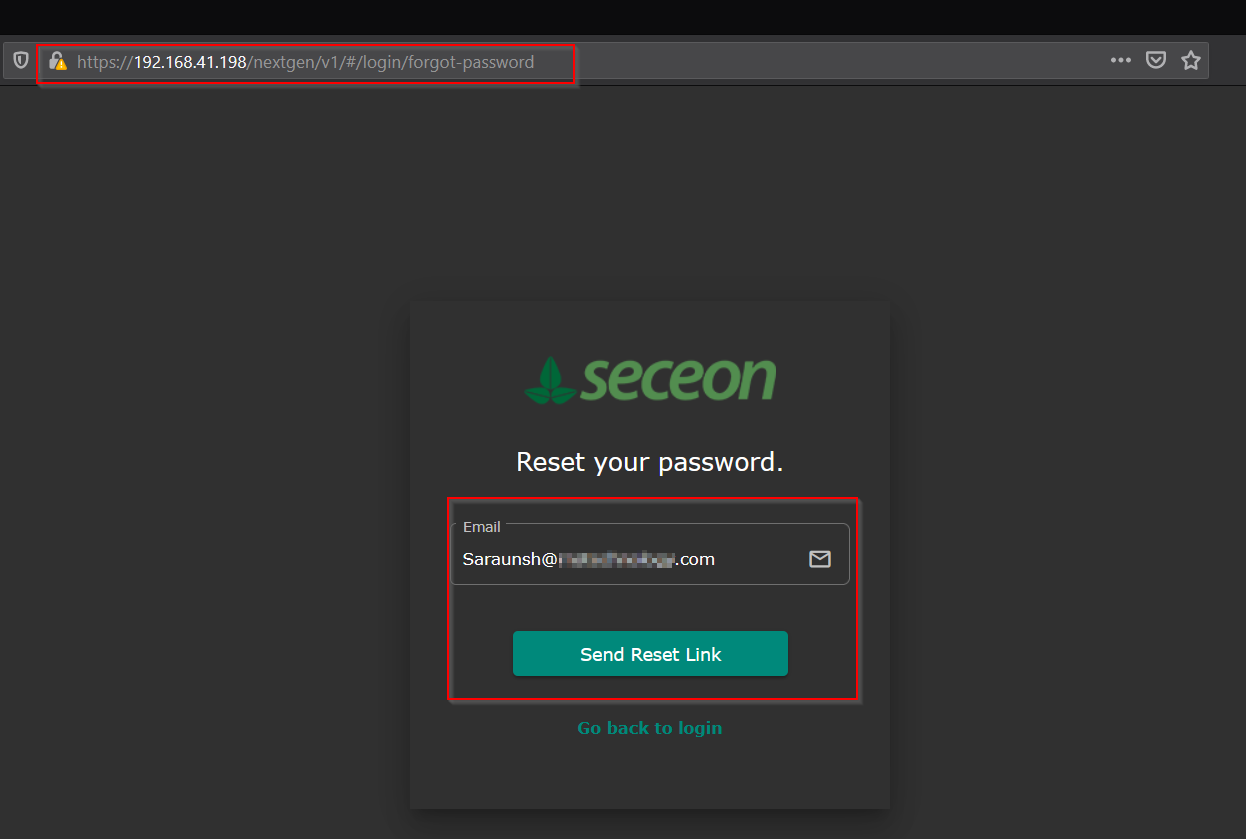 https://192.168.41.198/nextgen/v1/#/login/forgot-password
seceon
Reset your password.
Email
Saraunsh@ .com
Send Reset Link
Go back to login